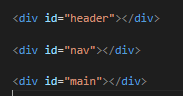 <div id="header"></div>
<div id="nav"></div>
<div id="main"></div>